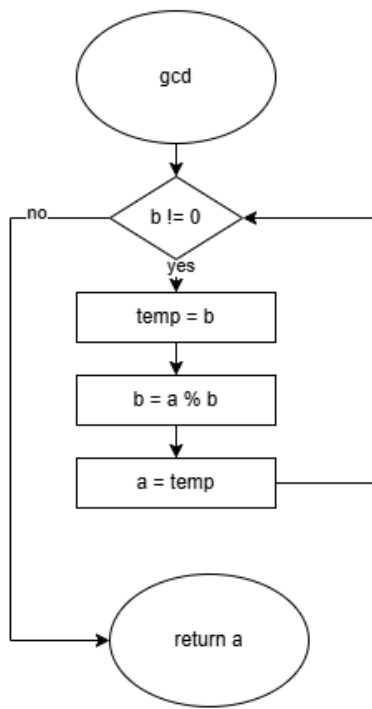 gcd
b != 0
no
yes
temp = b
b = a % b
a = temp
return a